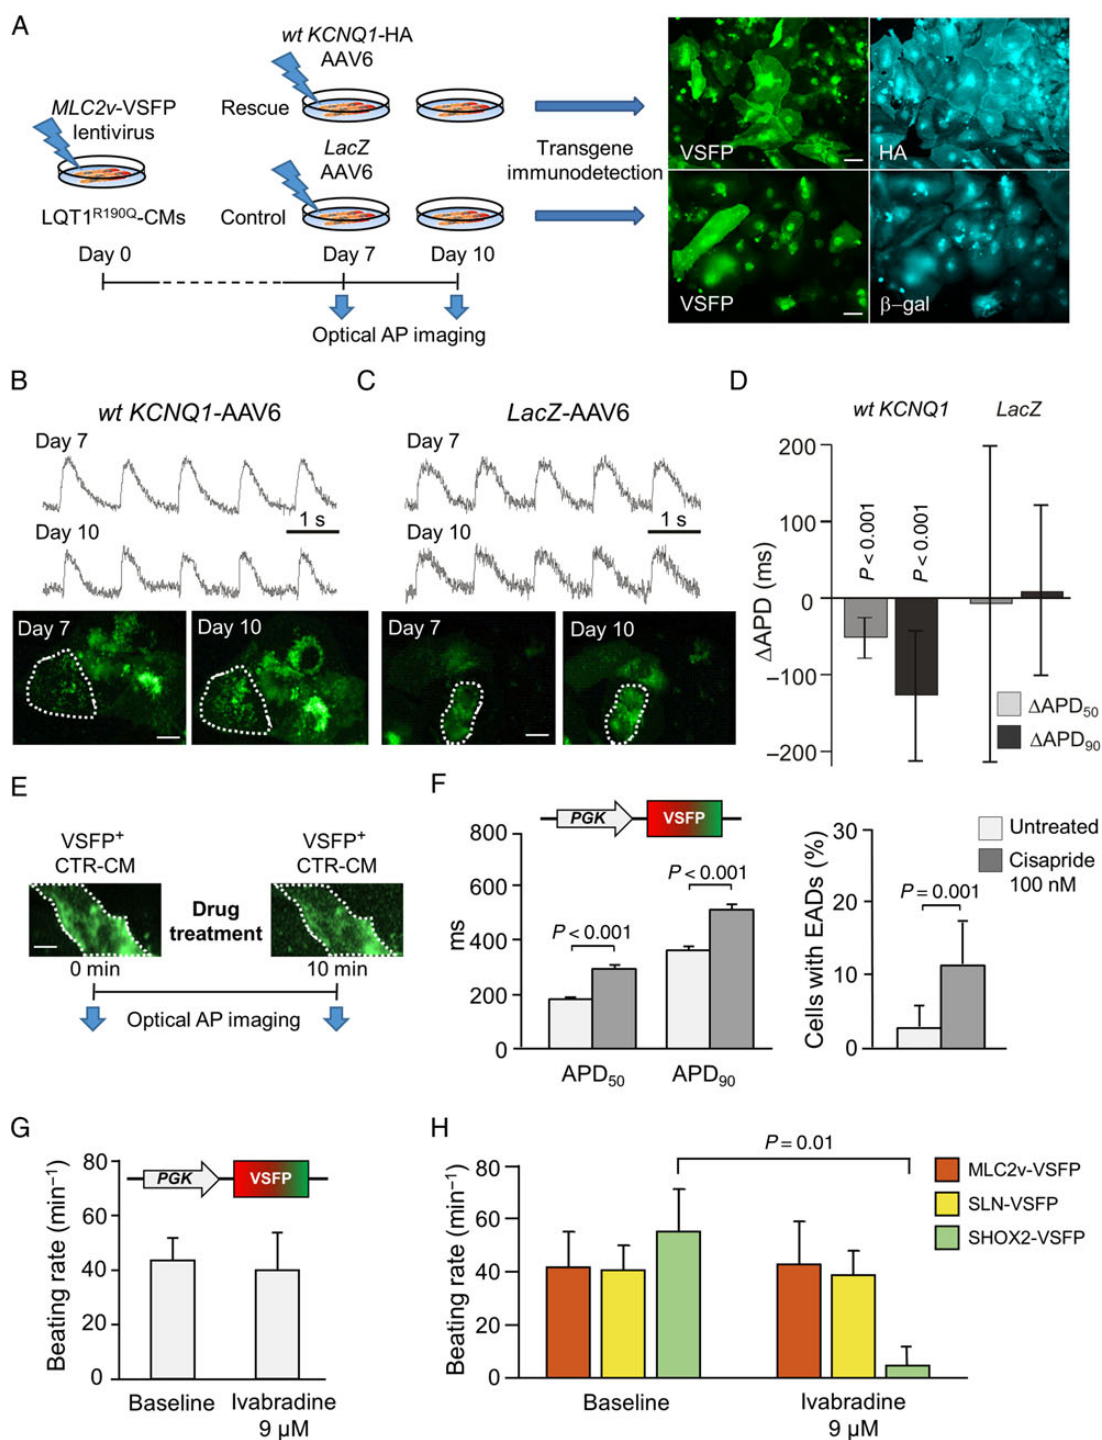 A
wt KCNQ1-HA
AAV6
MLC2v-VSFP
lentivirus
Rescue
LacZ
AAV6
Transgene
immunodetection
LQT1R190Q-CMs
Control
Day 0
Day 7
Day 10
Optical AP imaging
VSFP
HA
VSFP
β-gal
B
wt KCNQ1-AAV6
Day 7
1 s
Day 10
Day 7
Day 10
C
LacZ-AAV6
Day 7
1 s
Day 10
Day 7
Day 10
D
wt KCNQ1
LacZ
200
100
0
−100
−200
ΔAPD (ms)
P < 0.001
P < 0.001
ΔAPD50
ΔAPD90
E
VSFP+
CTR-CM
VSFP+
CTR-CM
Drug
treatment
0 min
10 min
Optical AP imaging
F
PGK
VSFP
800
600
400
200
0
ms
P < 0.001
P < 0.001
APD50
APD90
30
20
10
0
Cells with EADs (%)
P = 0.001
Untreated
Cisapride
100 nM
G
PGK
VSFP
80
60
40
20
0
Beating rate (min−1)
Baseline
Ivabradine
9 µM
H
P = 0.01
80
60
40
20
0
Beating rate (min−1)
Baseline
Ivabradine
9 µM
MLC2v-VSFP
SLN-VSFP
SHOX2-VSFP